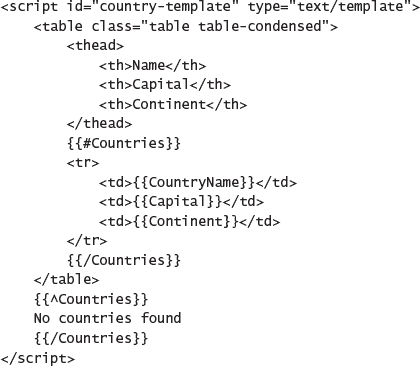 <script id="country-template" type="text/template">
    <table class="table table-condensed">
        <thead>
            <th>Name</th>
            <th>Capital</th>
            <th>Continent</th>
        </thead>
        {{#Countries}}
        <tr>
            <td>{{CountryName}}</td>
            <td>{{Capital}}</td>
            <td>{{Continent}}</td>
        </tr>
        {{/Countries}}
    </table>
    {{^Countries}}
    No countries found
    {{/Countries}}
</script>